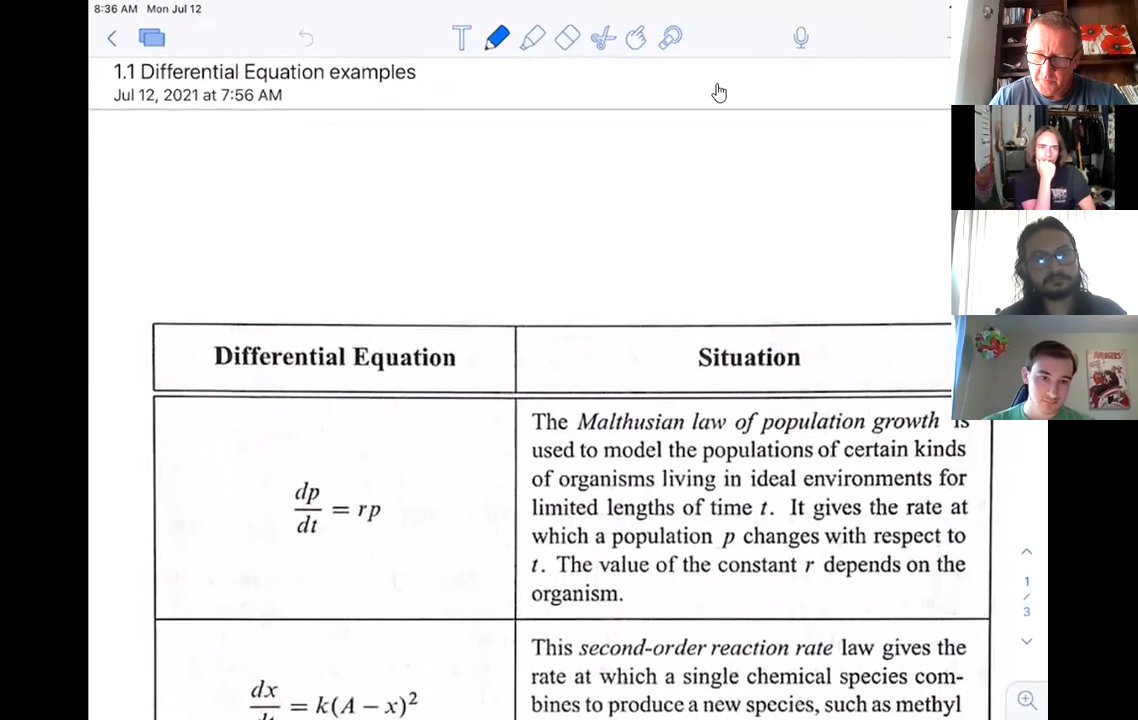 8:36 AM Mon Jul 12
1.1 Differential Equation examples
Jul 12, 2021 at 7:56 AM
Differential Equation
Situation
dp/dt = rp
The Malthusian law of population growth is
used to model the populations of certain kinds
of organisms living in ideal environments for
limited lengths of time t. It gives the rate at
which a population p changes with respect to
t. The value of the constant r depends on the
organism.
dx/dt = k(A − x)²
This second-order reaction rate law gives the
rate at which a single chemical species com-
bines to produce a new species, such as methyl
1
/
3
AVENGERS